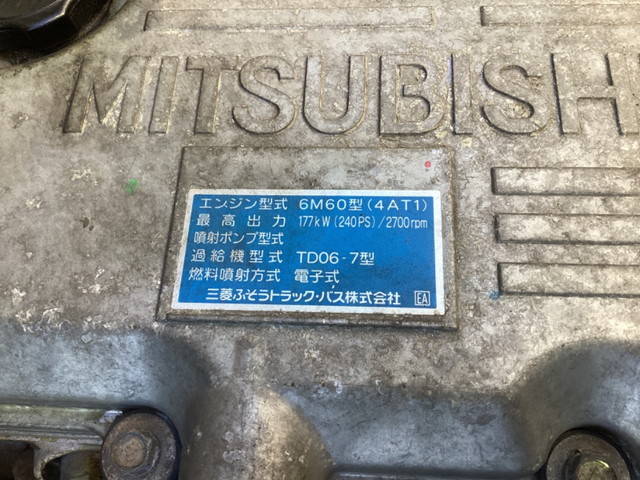 MITSUBISHI
エンジン型式 6M60型(4AT1)
最高出力 177kW(240PS)/2700rpm
噴射ポンプ型式
過給機型式 TD06-7型
燃料噴射方式 電子式
三菱ふそうトラック・バス株式会社 EA